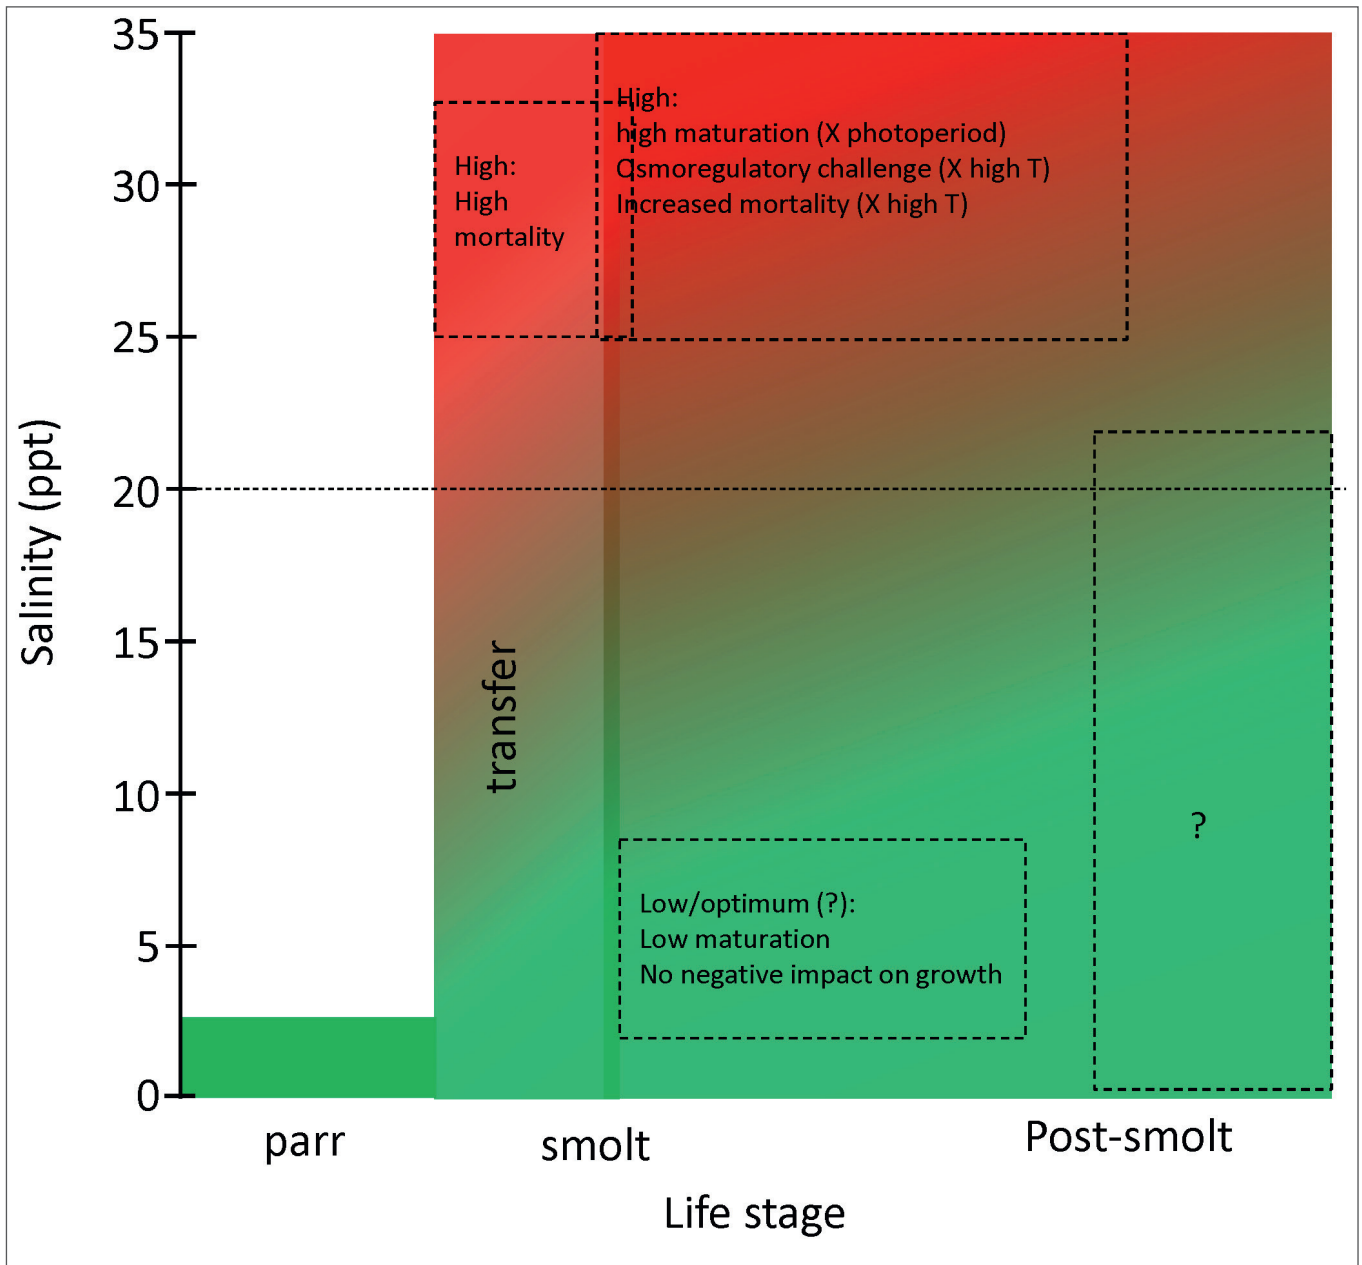 35
30
25
20
15
10
5
0
Salinity (ppt)
High:
High
mortality
High:
high maturation (X photoperiod)
Osmoregulatory challenge (X high T)
Increased mortality (X high T)
transfer
?
Low/optimum (?):
Low maturation
No negative impact on growth
parr
smolt
Post-smolt
Life stage